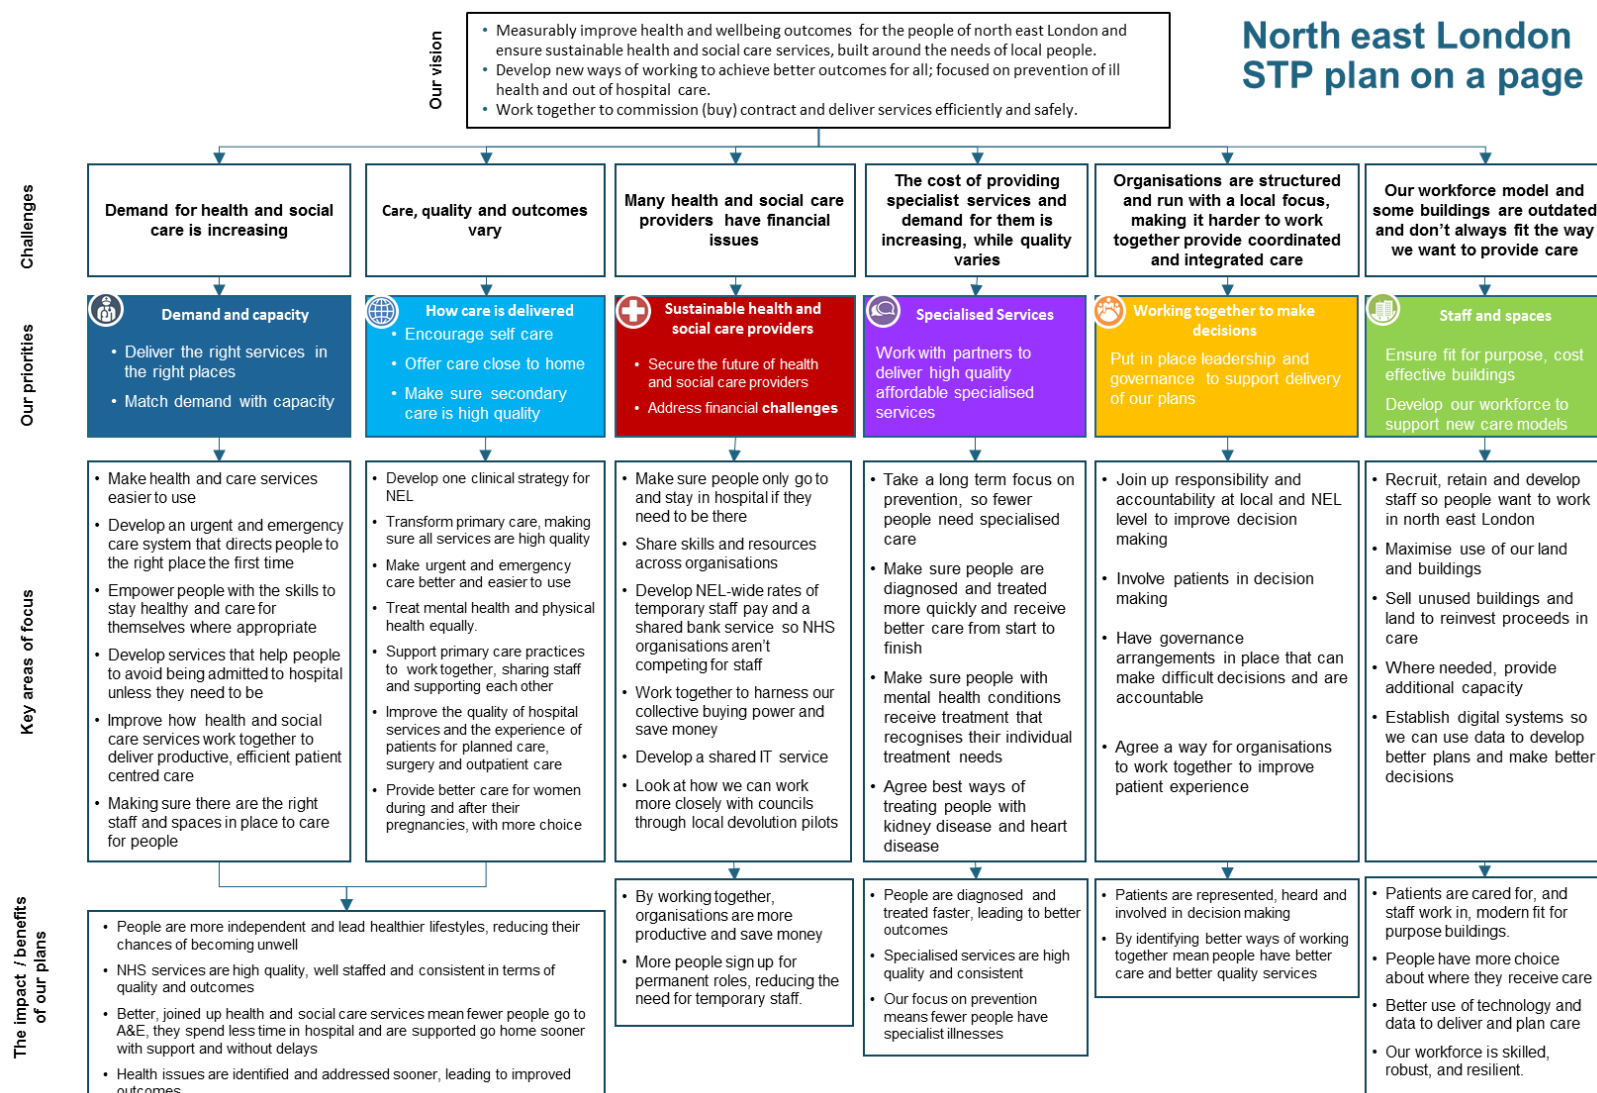 North east London
STP plan on a page
Our vision
• Measurably improve health and wellbeing outcomes for the people of north east London and
ensure sustainable health and social care services, built around the needs of local people.
• Develop new ways of working to achieve better outcomes for all; focused on prevention of ill
health and out of hospital care.
• Work together to commission (buy) contract and deliver services efficiently and safely.
Challenges
Demand for health and social
care is increasing
Care, quality and outcomes
vary
Many health and social care
providers have financial
issues
The cost of providing
specialist services and
demand for them is
increasing, while quality
varies
Organisations are structured
and run with a local focus,
making it harder to work
together provide coordinated
and integrated care
Our workforce model and
some buildings are outdated
and don't always fit the way
we want to provide care
Our priorities
Demand and capacity
• Deliver the right services in
the right places
• Match demand with capacity
How care is delivered
• Encourage self care
• Offer care close to home
• Make sure secondary
care is high quality
Sustainable health and
social care providers
• Secure the future of health
and social care providers
• Address financial challenges
Specialised Services
Work with partners to
deliver high quality
affordable specialised
services
Working together to make
decisions
Put in place leadership and
governance to support delivery
of our plans
Staff and spaces
Ensure fit for purpose, cost
effective buildings
Develop our workforce to
support new care models
Key areas of focus
• Make health and care services
easier to use
• Develop an urgent and emergency
care system that directs people to
the right place the first time
• Empower people with the skills to
stay healthy and care for
themselves where appropriate
• Develop services that help people
to avoid being admitted to hospital
unless they need to be
• Improve how health and social
care services work together to
deliver productive, efficient patient
centred care
• Making sure there are the right
staff and spaces in place to care
for people
• Develop one clinical strategy for
NEL
• Transform primary care, making
sure all services are high quality
• Make urgent and emergency
care better and easier to use
• Treat mental health and physical
health equally.
• Support primary care practices
to work together, sharing staff
and supporting each other
• Improve the quality of hospital
services and the experience of
patients for planned care,
surgery and outpatient care
• Provide better care for women
during and after their
pregnancies, with more choice
• Make sure people only go to
and stay in hospital if they
need to be there
• Share skills and resources
across organisations
• Develop NEL-wide rates of
temporary staff pay and a
shared bank service so NHS
organisations aren't
competing for staff
• Work together to harness our
collective buying power and
save money
• Develop a shared IT service
• Look at how we can work
more closely with councils
through local devolution pilots
• Take a long term focus on
prevention, so fewer
people need specialised
care
• Make sure people are
diagnosed and treated
more quickly and receive
better care from start to
finish
• Make sure people with
mental health conditions
receive treatment that
recognises their individual
treatment needs
• Agree best ways of
treating people with
kidney disease and heart
disease
• Join up responsibility and
accountability at local and NEL
level to improve decision
making
• Involve patients in decision
making
• Have governance
arrangements in place that can
make difficult decisions and are
accountable
• Agree a way for organisations
to work together to improve
patient experience
• Recruit, retain and develop
staff so people want to work
in north east London
• Maximise use of our land
and buildings
• Sell unused buildings and
land to reinvest proceeds in
care
• Where needed, provide
additional capacity
• Establish digital systems so
we can use data to develop
better plans and make better
decisions
The impact / benefits
of our plans
• People are more independent and lead healthier lifestyles, reducing their
chances of becoming unwell
• NHS services are high quality, well staffed and consistent in terms of
quality and outcomes
• Better, joined up health and social care services mean fewer people go to
A&E, they spend less time in hospital and are supported go home sooner
with support and without delays
• Health issues are identified and addressed sooner, leading to improved
outcomes
• By working together,
organisations are more
productive and save money
• More people sign up for
permanent roles, reducing the
need for temporary staff.
• People are diagnosed and
treated faster, leading to better
outcomes
• Specialised services are high
quality and consistent
• Our focus on prevention
means fewer people have
specialist illnesses
• Patients are represented, heard and
involved in decision making
• By identifying better ways of working
together mean people have better
care and better quality services
• Patients are cared for, and
staff work in, modern fit for
purpose buildings.
• People have more choice
about where they receive care
• Better use of technology and
data to deliver and plan care
• Our workforce is skilled,
robust, and resilient.